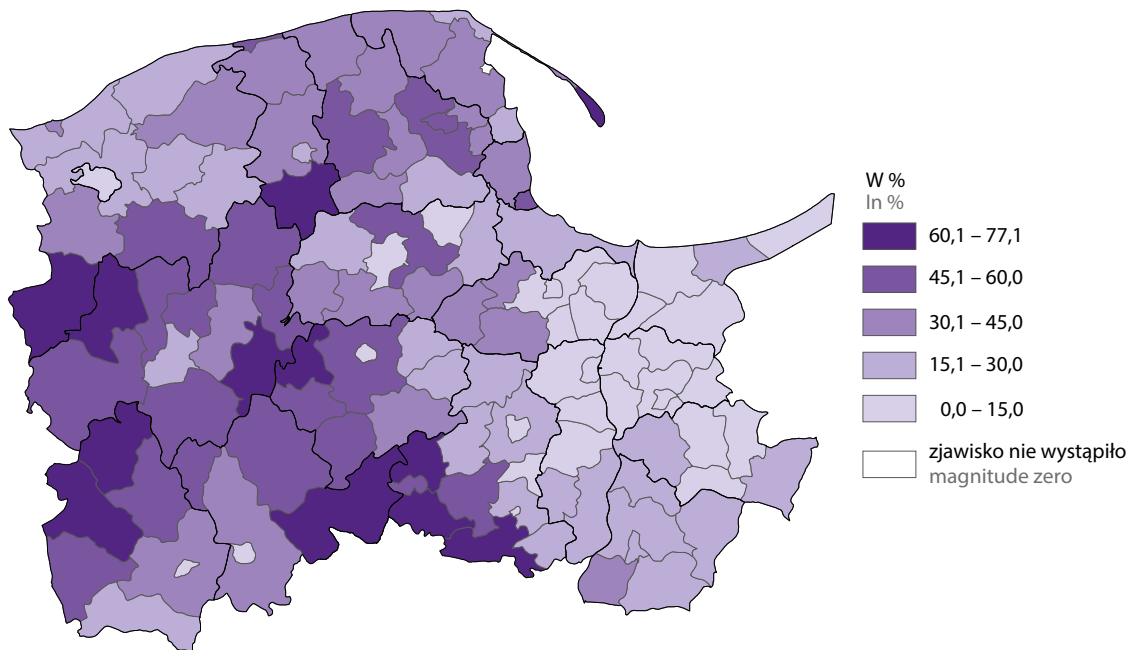 W %
In %
60,1 – 77,1
45,1 – 60,0
30,1 – 45,0
15,1 – 30,0
0,0 – 15,0
zjawisko nie wystąpiło
magnitude zero